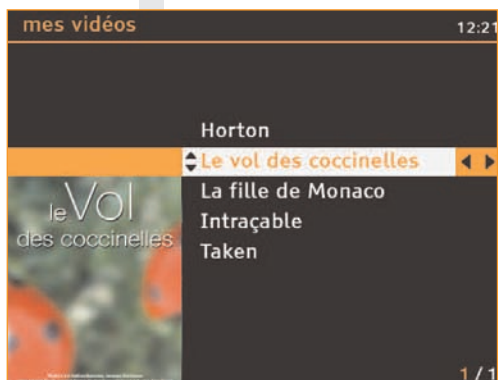 mes vidéos
12:21
Horton
Le vol des coccinelles
La fille de Monaco
Intraçable
Taken
le Vol
des coccinelles
1/1